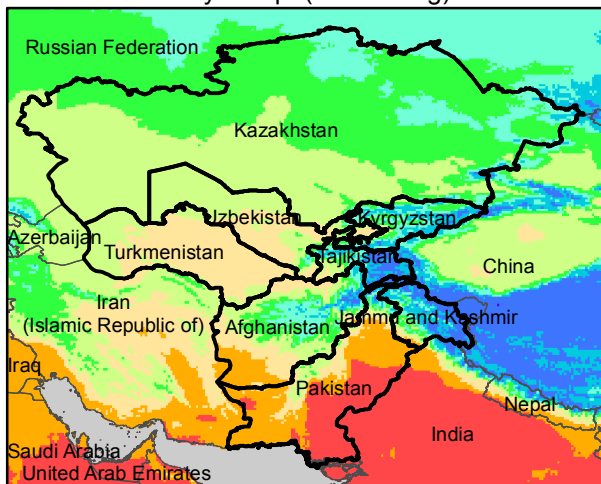 Russian Federation
Kazakhstan
Uzbekistan
Kyrgyzstan
Azerbaijan
Turkmenistan
Tajikistan
China
Iran
(Islamic Republic of)
Afghanistan
Jammu and Kashmir
Iraq
Pakistan
Nepal
India
Saudi Arabia
United Arab Emirates